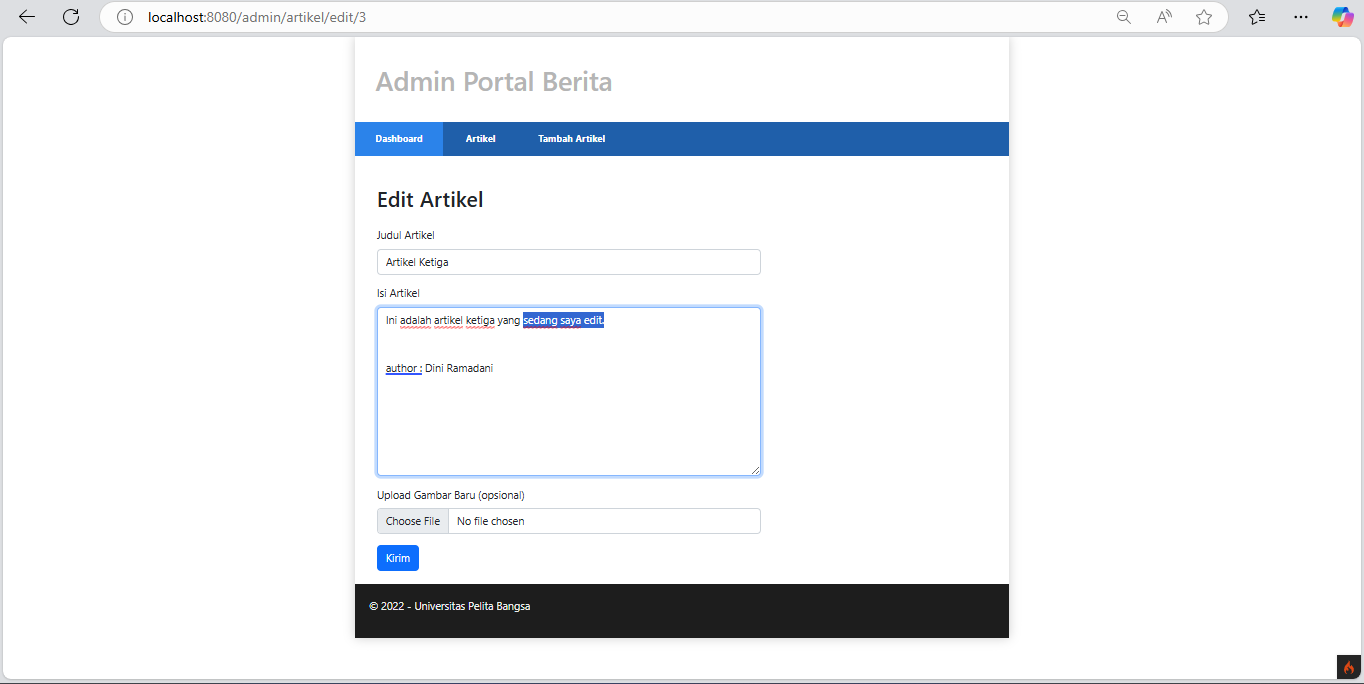 localhost:8080/admin/artikel/edit/3
Admin Portal Berita
Dashboard Artikel Tambah Artikel
Edit Artikel
Judul Artikel
Artikel Ketiga
Isi Artikel
Ini adalah artikel ketiga yang sedang saya edit.
author : Dini Ramadani
Upload Gambar Baru (opsional)
Choose File No file chosen
Kirim
© 2022 - Universitas Pelita Bangsa